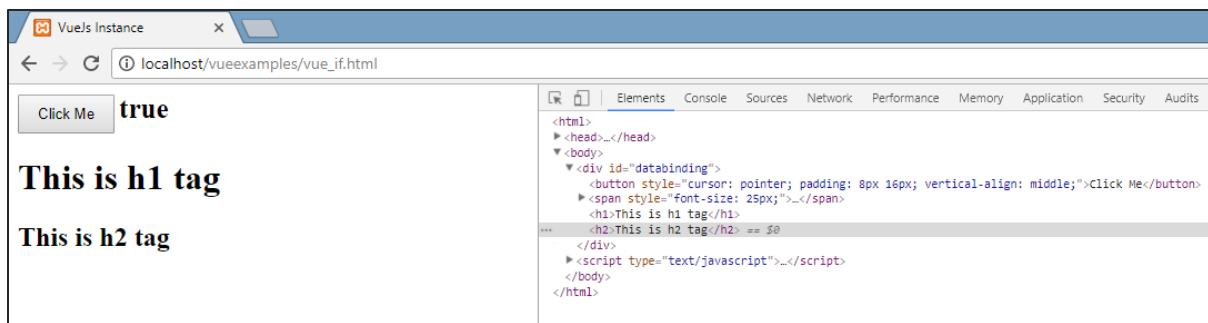 VueJs Instance
localhost/vueexamples/vue_if.html
Click Me true
This is h1 tag
This is h2 tag
Elements Console Sources Network Performance Memory Application Security Audits
<html>
<head>…</head>
<body>
<div id="databinding">
<button style="cursor: pointer; padding: 8px 16px; vertical-align: middle;">Click Me</button>
<span style="font-size: 25px;">…</span>
<h1>This is h1 tag</h1>
... <h2>This is h2 tag</h2> == $0
</div>
<script type="text/javascript">…</script>
</body>
</html>